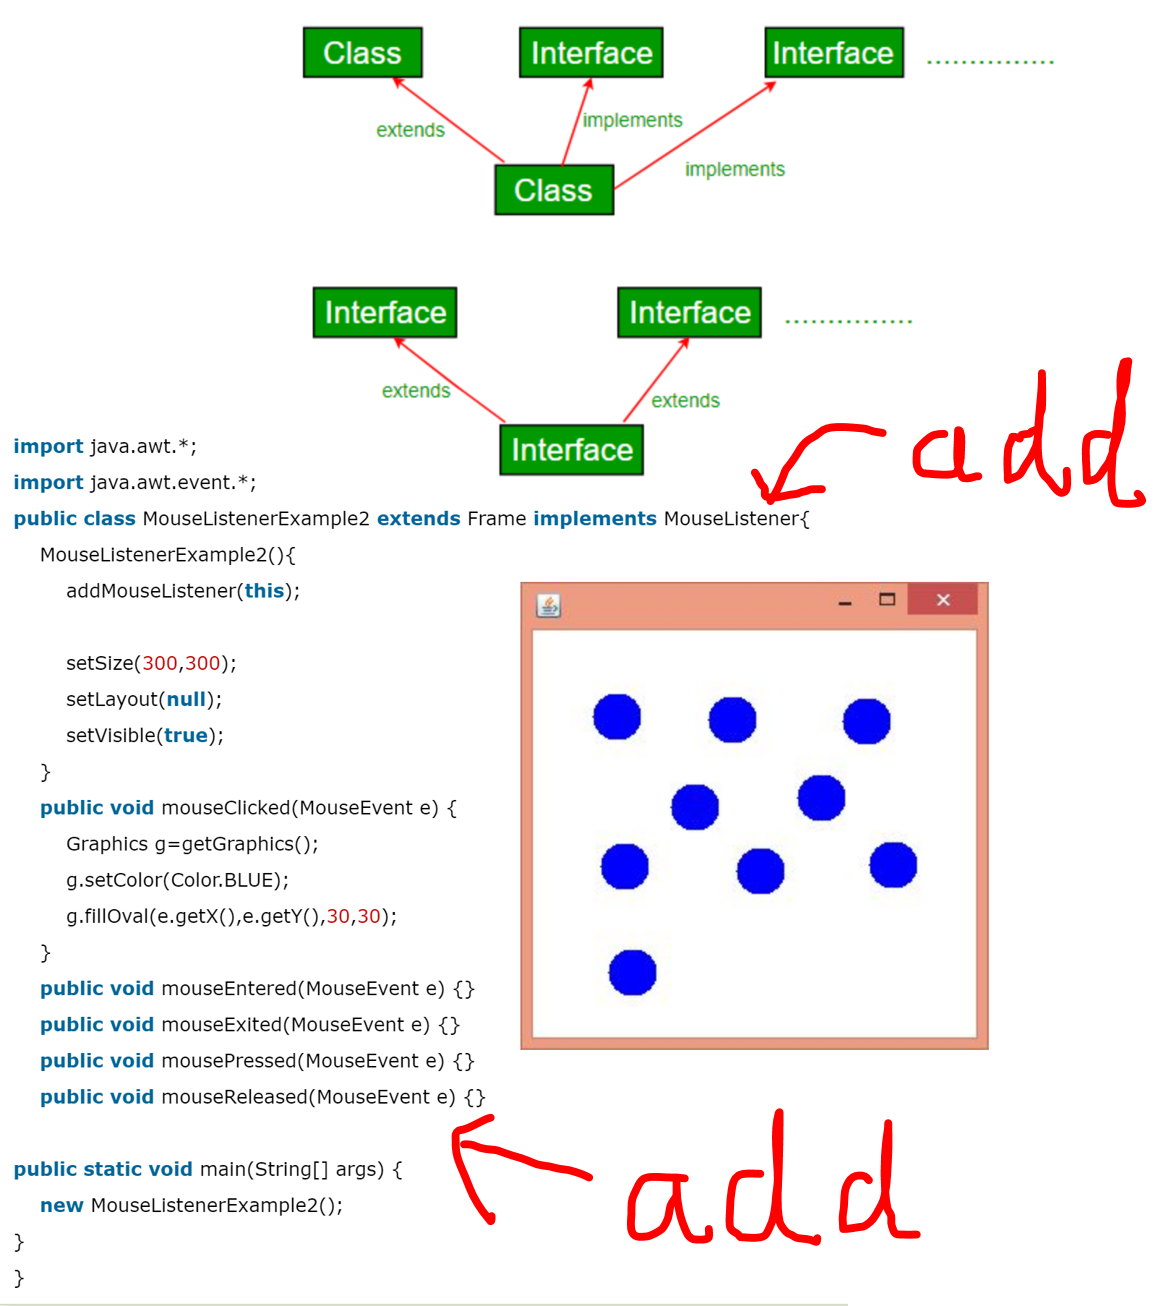 Class Interface Interface ...............
extends implements
implements
Class
Interface Interface ...............
extends extends
Interface
add
import java.awt.*;
import java.awt.event.*;
public class MouseListenerExample2 extends Frame implements MouseListener{
MouseListenerExample2(){
addMouseListener(this);
setSize(300,300);
setLayout(null);
setVisible(true);
}
public void mouseClicked(MouseEvent e) {
Graphics g=getGraphics();
g.setColor(Color.BLUE);
g.fillOval(e.getX(),e.getY(),30,30);
}
public void mouseEntered(MouseEvent e) {}
public void mouseExited(MouseEvent e) {}
public void mousePressed(MouseEvent e) {}
public void mouseReleased(MouseEvent e) {}
add
public static void main(String[] args) {
new MouseListenerExample2();
}
}